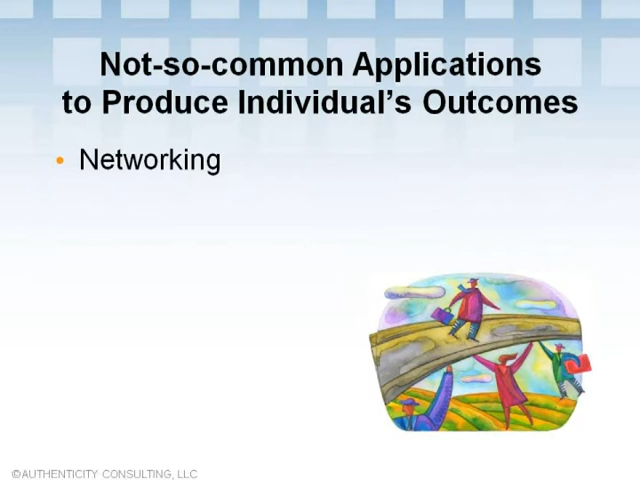 Not-so-common Applications
to Produce Individual's Outcomes
• Networking
©AUTHENTICITY CONSULTING, LLC